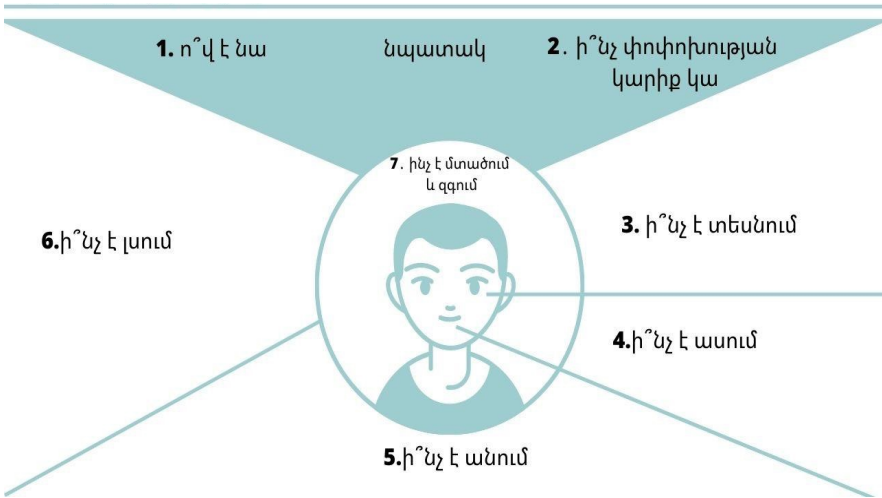 1. ո՞վ է նա
նպատակ
2. ի՞նչ փոփոխության
կարիք կա
7. ինչ է մտածում
և զգում
3. ի՞նչ է տեսնում
6.ի՞նչ է լսում
4.ի՞նչ է ասում
5.ի՞նչ է անում